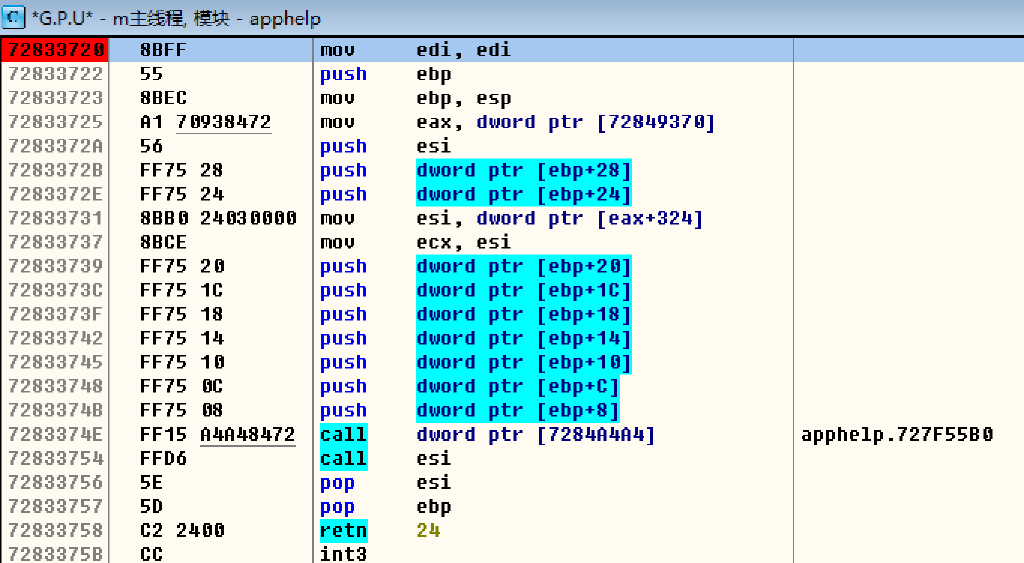 C *G.P.U* - m主线程, 模块 - apphelp
72833720 8BFF mov edi, edi
72833722 55 push ebp
72833723 8BEC mov ebp, esp
72833725 A1 70938472 mov eax, dword ptr [72849370]
7283372A 56 push esi
7283372B FF75 28 push dword ptr [ebp+28]
7283372E FF75 24 push dword ptr [ebp+24]
72833731 8BB0 24030000 mov esi, dword ptr [eax+324]
72833737 8BCE mov ecx, esi
72833739 FF75 20 push dword ptr [ebp+20]
7283373C FF75 1C push dword ptr [ebp+1C]
7283373F FF75 18 push dword ptr [ebp+18]
72833742 FF75 14 push dword ptr [ebp+14]
72833745 FF75 10 push dword ptr [ebp+10]
72833748 FF75 0C push dword ptr [ebp+C]
7283374B FF75 08 push dword ptr [ebp+8]
7283374E FF15 A4A48472 call dword ptr [7284A4A4] apphelp.727F55B0
72833754 FFD6 call esi
72833756 5E pop esi
72833757 5D pop ebp
72833758 C2 2400 retn 24
7283375B CC int3